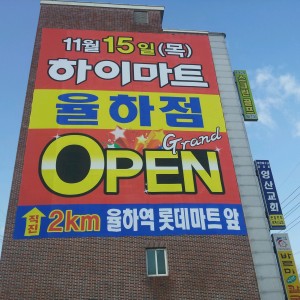 11월 15일(목)
하이마트
율하점
Grand
OPEN
직진 2km 율하역 롯데마트 앞
영산교회